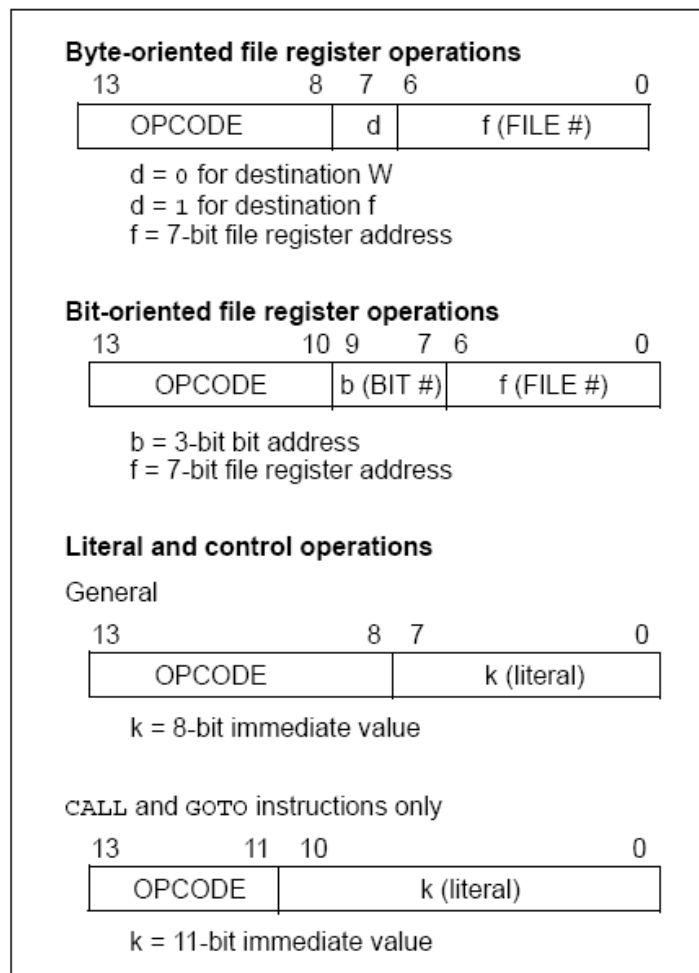 Byte-oriented file register operations
13 8 7 6 0
OPCODE d f (FILE #)
d = 0 for destination W
d = 1 for destination f
f = 7-bit file register address
Bit-oriented file register operations
13 10 9 7 6 0
OPCODE b (BIT #) f (FILE #)
b = 3-bit bit address
f = 7-bit file register address
Literal and control operations
General
13 8 7 0
OPCODE k (literal)
k = 8-bit immediate value
CALL and GOTO instructions only
13 11 10 0
OPCODE k (literal)
k = 11-bit immediate value